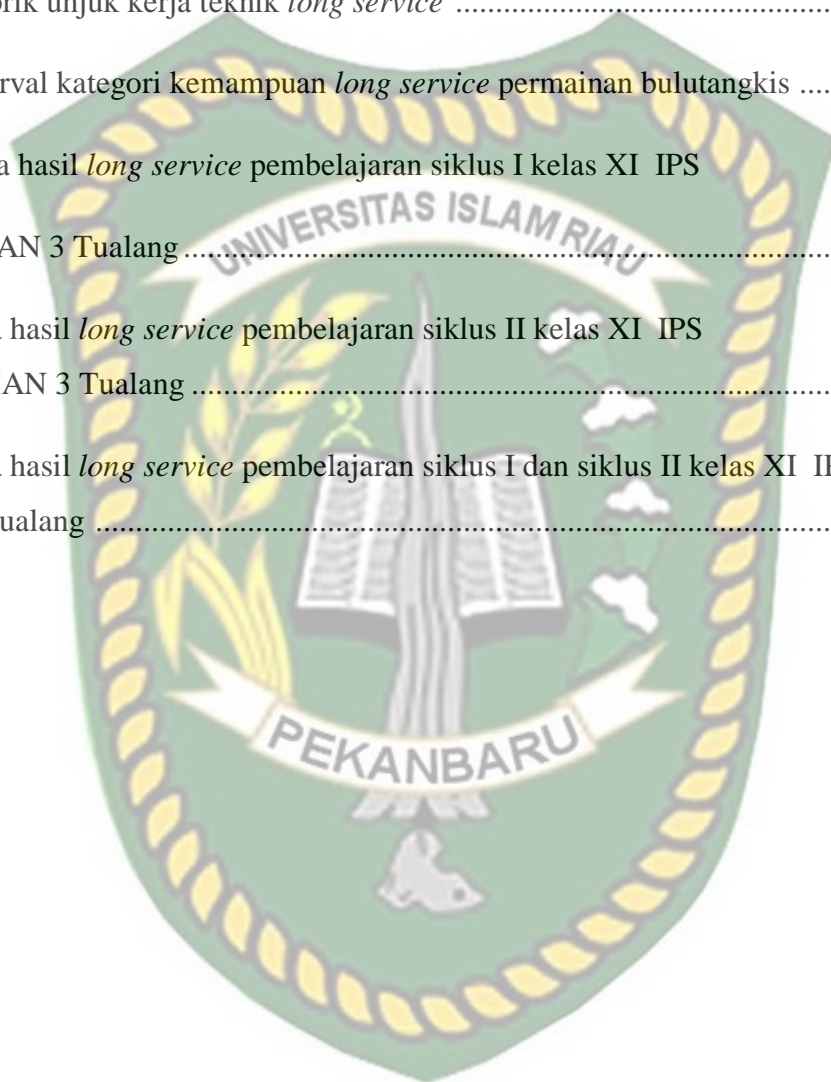 orik unjuk kerja teknik long service ................................................
rval kategori kemampuan long service permainan bulutangkis ....
a hasil long service pembelajaran siklus I kelas XI IPS
UNIVERSITAS ISLAM RIAU
AN 3 Tualang ................................................................................
a hasil long service pembelajaran siklus II kelas XI IPS
AN 3 Tualang ...............................................................................
a hasil long service pembelajaran siklus I dan siklus II kelas XI
ualang ...........................................................................................
PEKANBARU